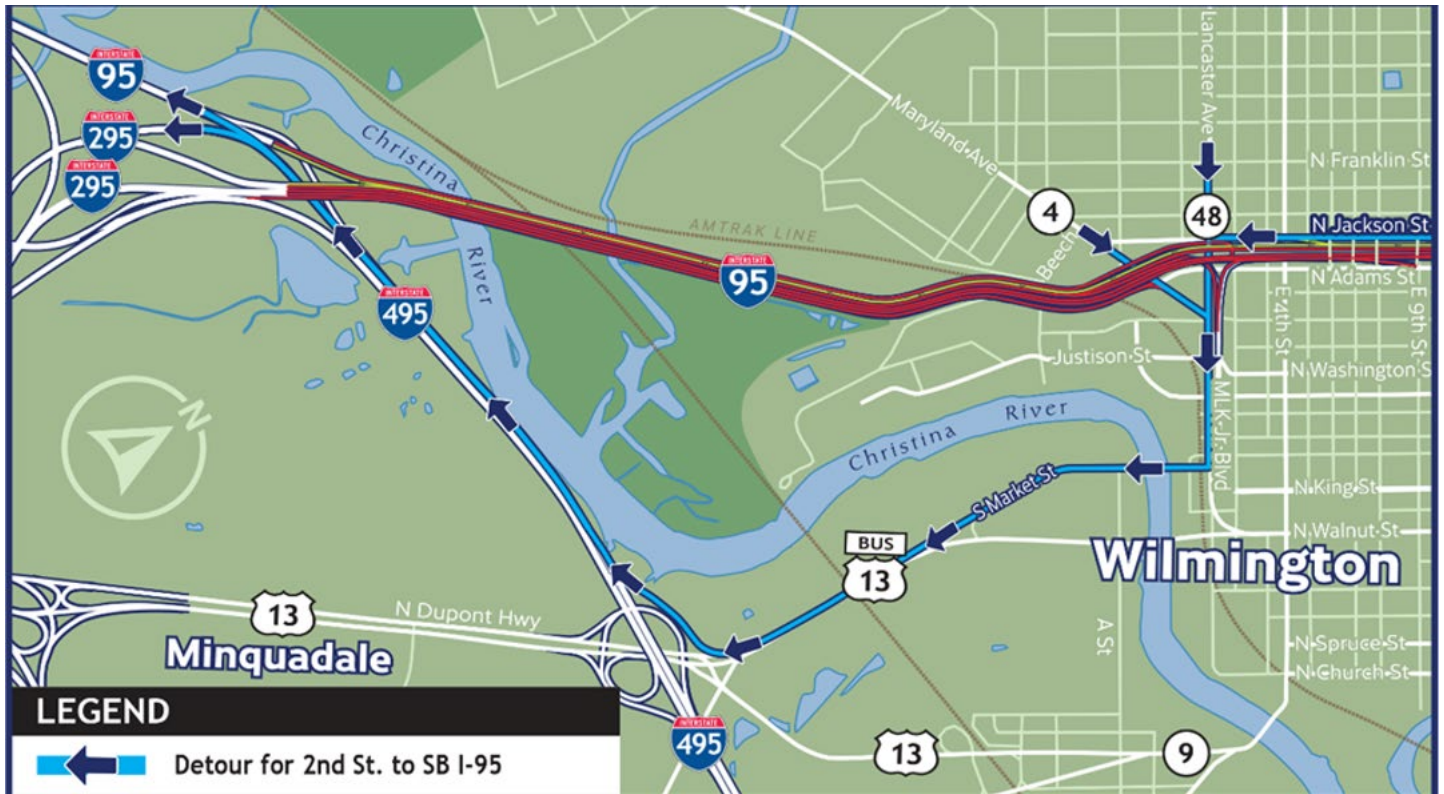 INTERSTATE
95
INTERSTATE
295
INTERSTATE
295
Christina
River
INTERSTATE
495
AMTRAK LINE
INTERSTATE
95
Maryland Ave
4
Beech
Lancaster Ave
48
N Franklin St
N Jackson St
N Adams St
E 4th St
E 9th St
Justison St
N Washington S
MLK Jr. Blvd
N
Christina River
S Market St
N King St
N Walnut St
BUS
13
Wilmington
13
N Dupont Hwy
Minquadale
A St
N Spruce St
N Church St
INTERSTATE
495
13
9
LEGEND
Detour for 2nd St. to SB I-95